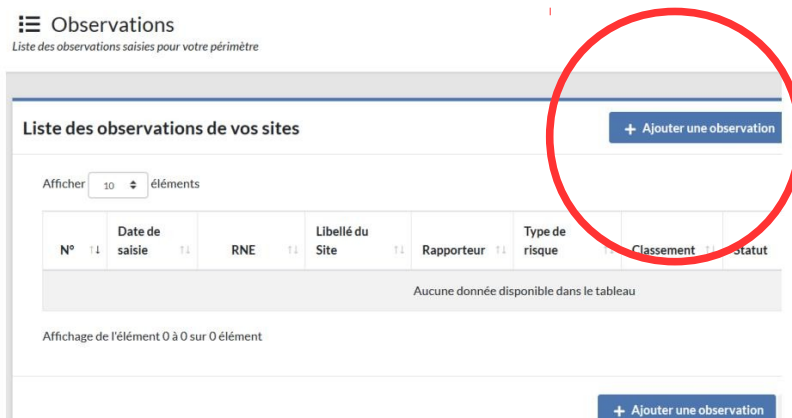 Observations
Liste des observations saisies pour votre périmètre
Liste des observations de vos sites
+ Ajouter une observation
Afficher 10 éléments
N° Date de saisie RNE Libellé du Site Rapporteur Type de risque Classement Statut
Aucune donnée disponible dans le tableau
Affichage de l'élément 0 à 0 sur 0 élément
+ Ajouter une observation